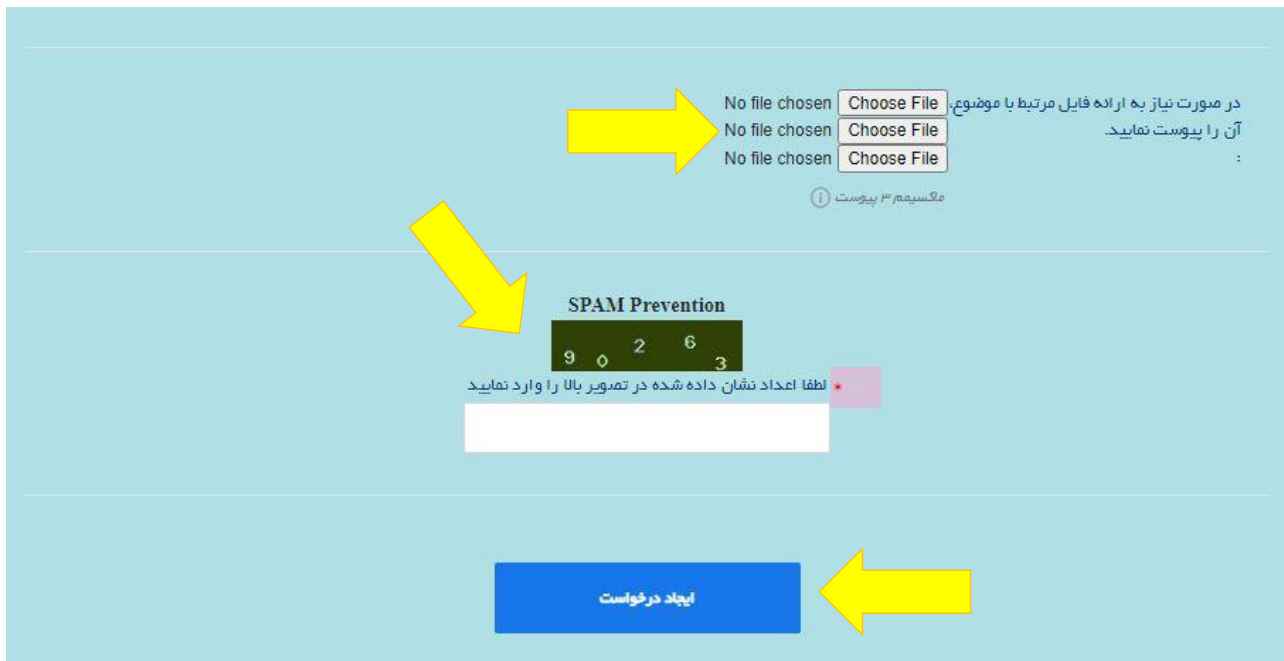 در صورت نیاز به ارائه فایل مرتبط با موضوع، Choose File No file chosen
آن را پیوست نمایید. Choose File No file chosen
: Choose File No file chosen
ماکسیمم ۳ پیوست
SPAM Prevention
9 0 2 6 3
* لطفا اعداد نشان داده شده در تصویر بالا را وارد نمایید
ایجاد درخواست